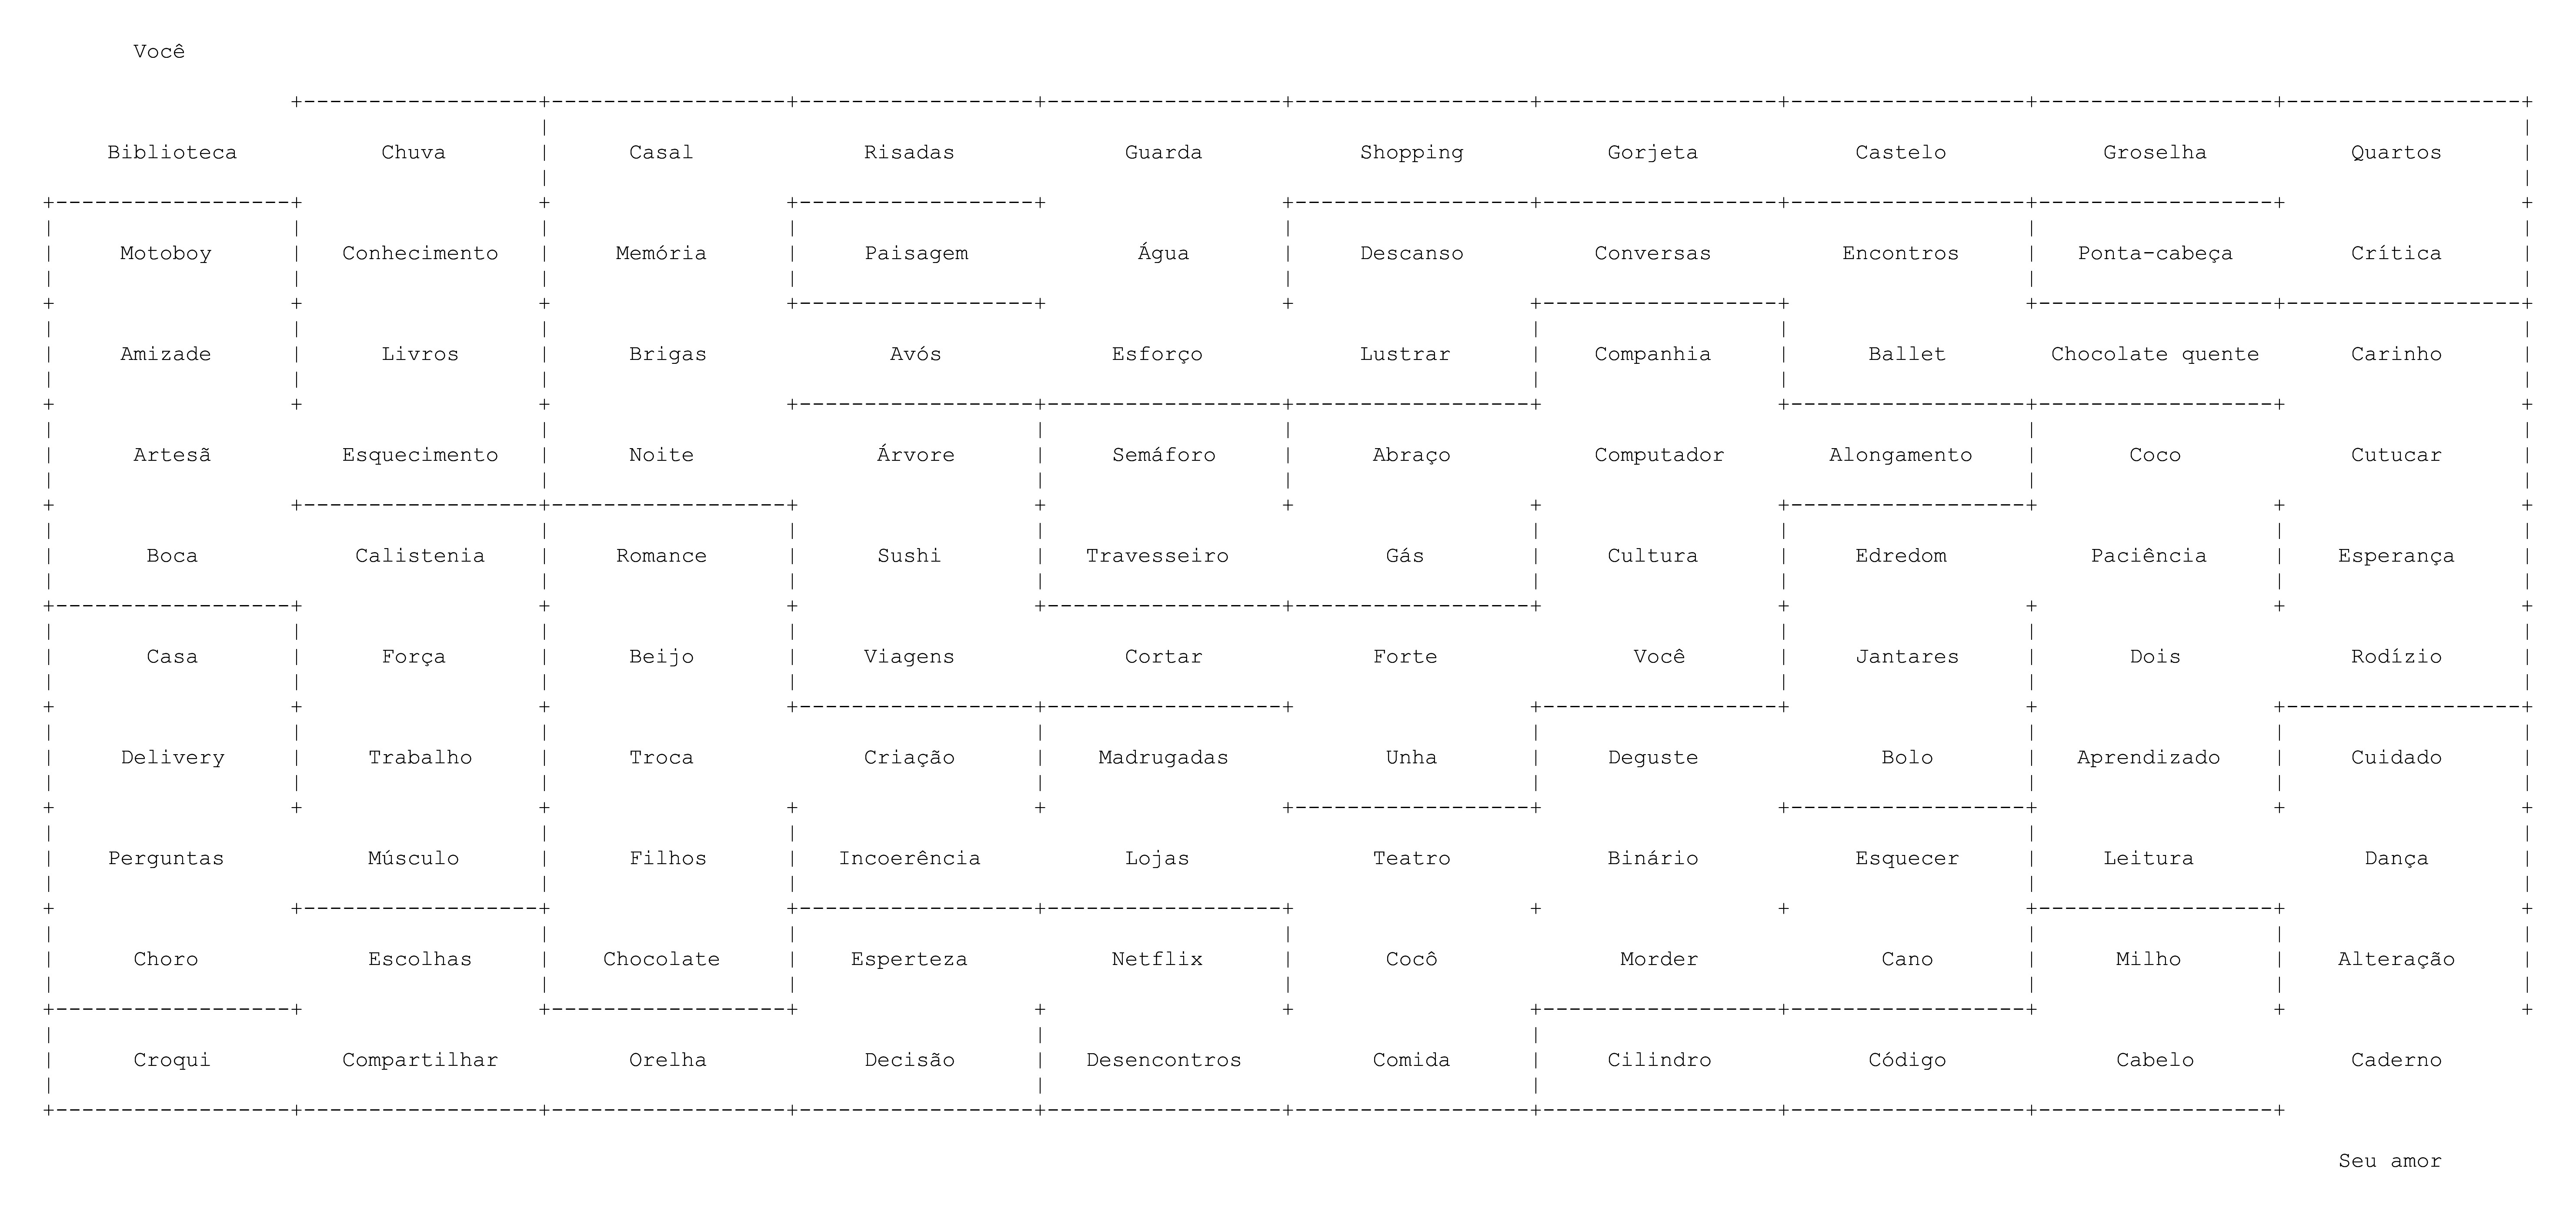 Você
Biblioteca Chuva Casal Risadas Guarda Shopping Gorjeta Castelo Groselha Quartos
Motoboy Conhecimento Memória Paisagem Água Descanso Conversas Encontros Ponta-cabeça Crítica
Amizade Livros Brigas Avós Esforço Lustrar Companhia Ballet Chocolate quente Carinho
Artesã Esquecimento Noite Árvore Semáforo Abraço Computador Alongamento Coco Cutucar
Boca Calistenia Romance Sushi Travesseiro Gás Cultura Edredom Paciência Esperança
Casa Força Beijo Viagens Cortar Forte Você Jantares Dois Rodízio
Delivery Trabalho Troca Criação Madrugadas Unha Deguste Bolo Aprendizado Cuidado
Perguntas Músculo Filhos Incoerência Lojas Teatro Binário Esquecer Leitura Dança
Choro Escolhas Chocolate Esperteza Netflix Cocô Morder Cano Milho Alteração
Croqui Compartilhar Orelha Decisão Desencontros Comida Cilindro Código Cabelo Caderno
Seu amor